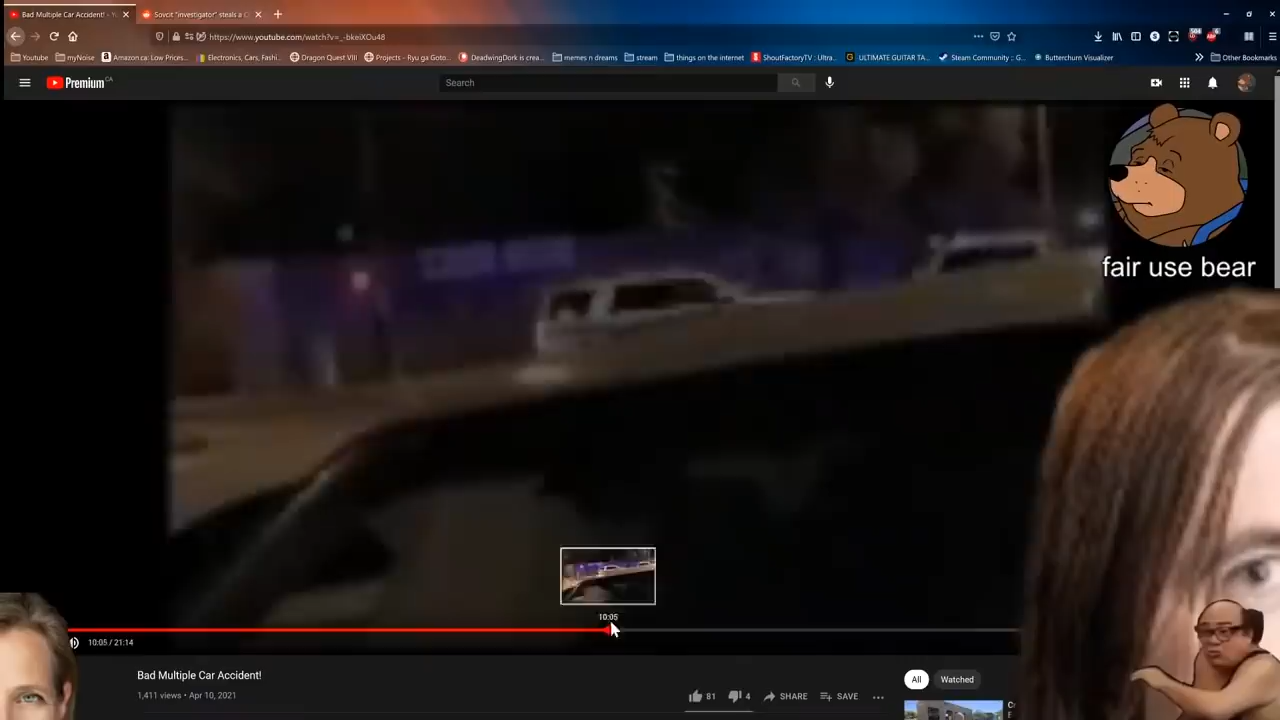 Bad Multiple Car Accident! - Yo
Sovcit "investigator" steals a C
https://www.youtube.com/watch?v=_-bkeiXOu48
Youtube
myNoise
Amazon.ca: Low Prices...
Electronics, Cars, Fashi...
Dragon Quest VIII
Projects - Ryu ga Goto...
DeadwingDork is crea...
memes n dreams
stream
things on the internet
ShoutFactoryTV : Ultra...
ULTIMATE GUITAR TA...
Steam Community :: G...
Butterchurn Visualizer
Other Bookmarks
Premium CA
Search
fair use bear
10:05
10:05 / 21:14
Bad Multiple Car Accident!
1,411 views • Apr 10, 2021
81
4
SHARE
SAVE
All
Watched